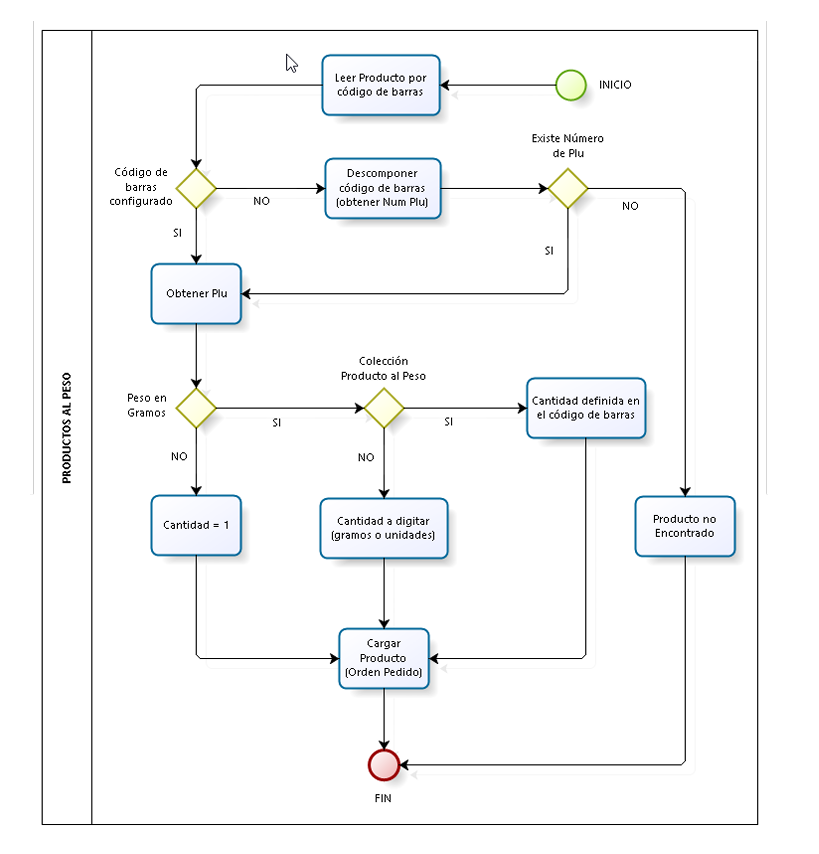 PRODUCTOS AL PESO
INICIO
Leer Producto por
código de barras
Código de
barras
configurado
NO
SI
Descomponer
código de barras
(obtener Num Plu)
Existe Número
de Plu
NO
SI
Obtener Plu
Peso en
Gramos
SI
NO
Colección
Producto al Peso
SI
NO
Cantidad definida en
el código de barras
Cantidad = 1
Cantidad a digitar
(gramos o unidades)
Producto no
Encontrado
Cargar
Producto
(Orden Pedido)
FIN